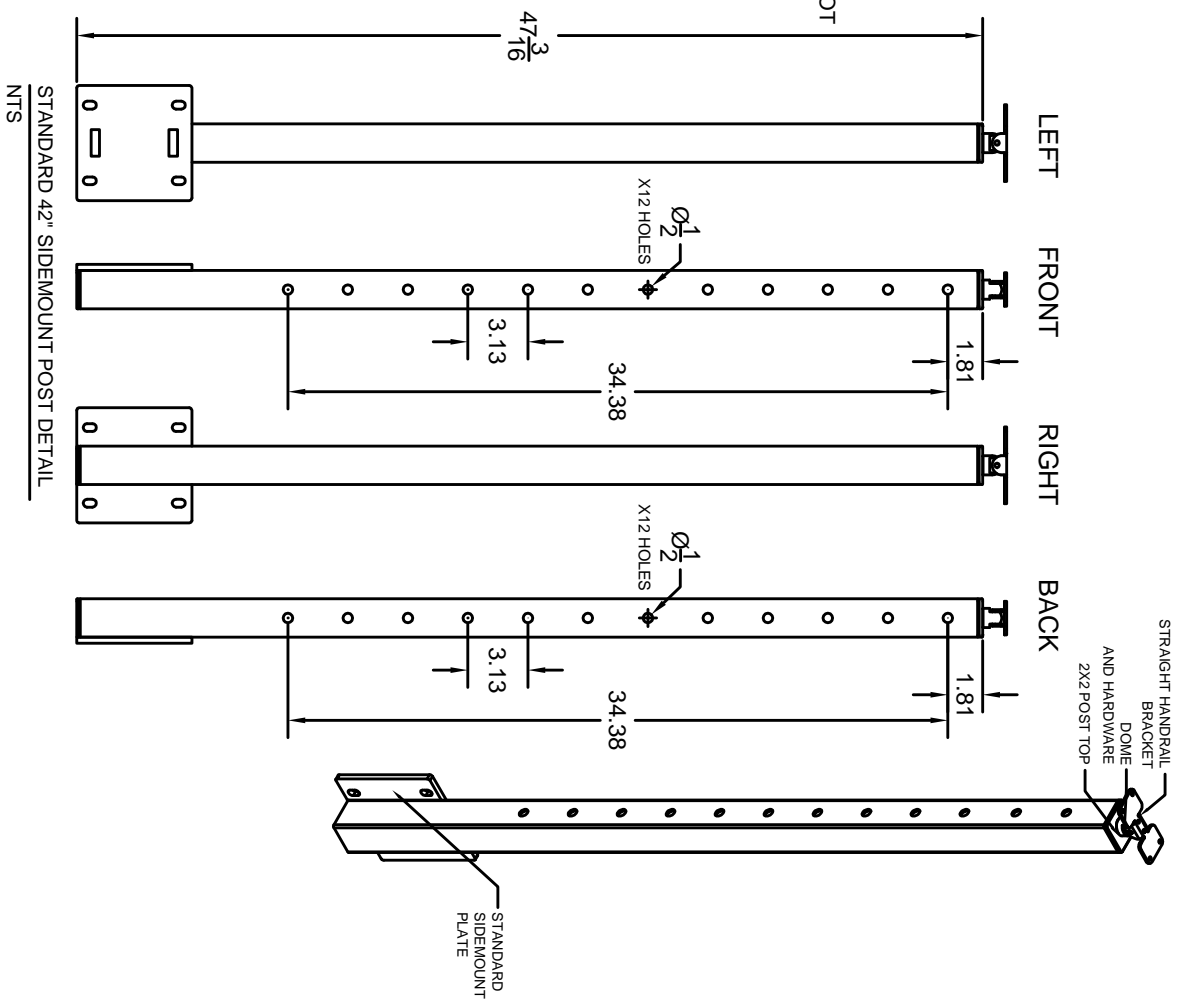 OT
LEFT
FRONT
RIGHT
BACK
47 3/16
Ø1/2
X12 HOLES
3.13
1.81
34.38
Ø1/2
X12 HOLES
3.13
1.81
34.38
STRAIGHT HANDRAIL
BRACKET
DOME
AND HARDWARE
2X2 POST TOP
STANDARD
SIDEMOUNT
PLATE
STANDARD 42" SIDEMOUNT POST DETAIL
NTS